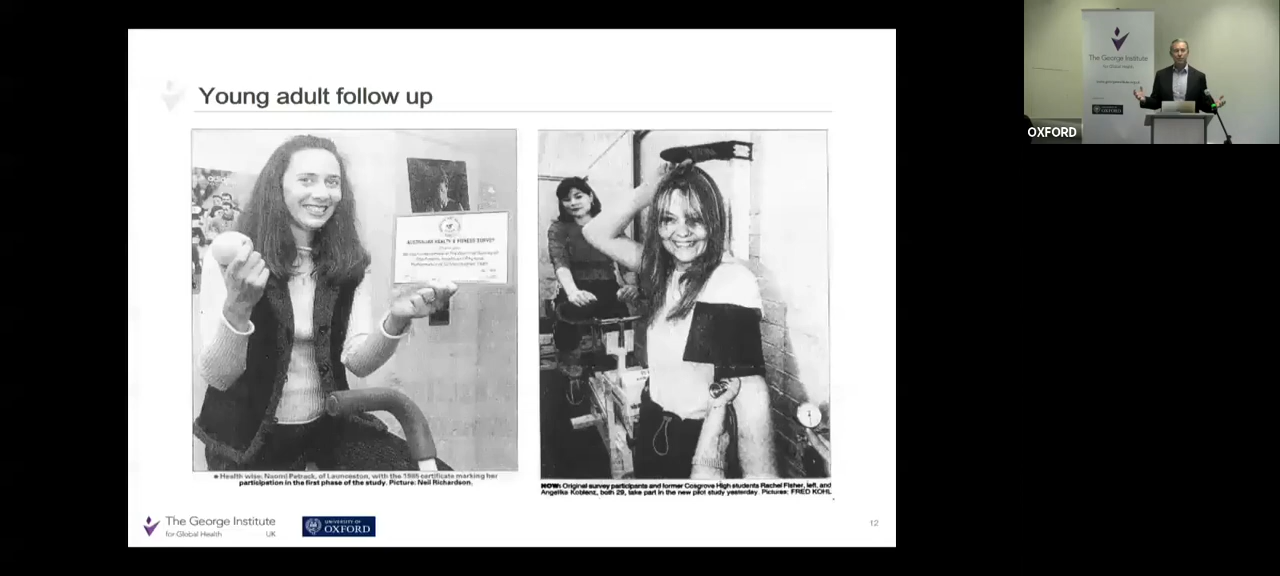 Young adult follow up
AUSTRALIAN HEALTH & FITNESS SURVEY
• Health wise: Naomi Petrack, of Launceston, with the 1985 certificate marking her
participation in the first phase of the study. Picture: Neil Richardson.
NOW: Original survey participants and former Cosgrove High students Rachel Fisher, left, and
Angelika Koblenz, both 29, take part in the new pilot study yesterday. Pictures: FRED KOHL
The George Institute
for Global Health UK
UNIVERSITY OF
OXFORD
12
The George Institute
for Global Health
OXFORD
OXFORD